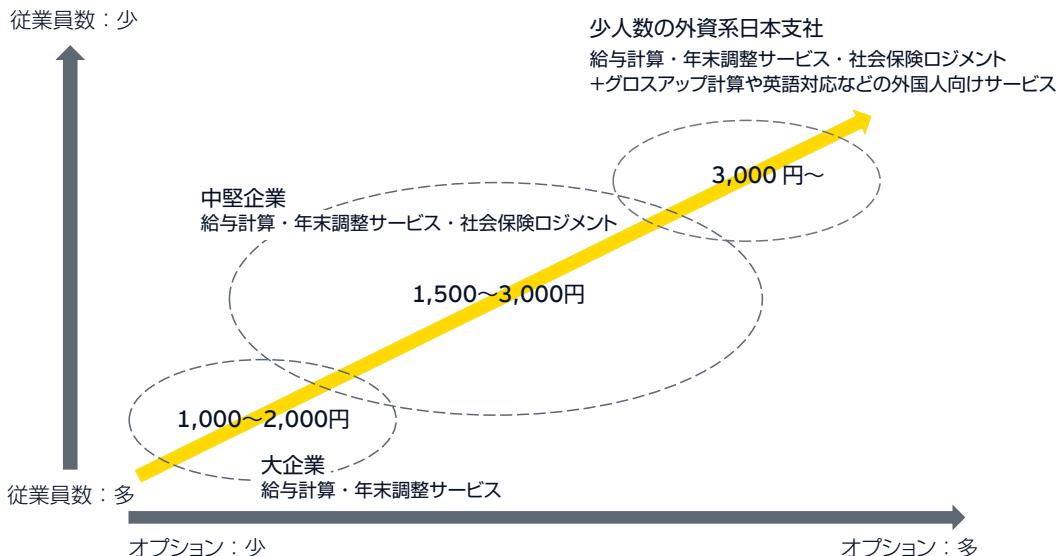 従業員数：少
少人数の外資系日本支社
給与計算・年末調整サービス・社会保険ロジメント
＋グロスアップ計算や英語対応などの外国人向けサービス
3,000 円～
中堅企業
給与計算・年末調整サービス・社会保険ロジメント
1,500～3,000円
1,000～2,000円
大企業
給与計算・年末調整サービス
従業員数：多
オプション：少
オプション：多